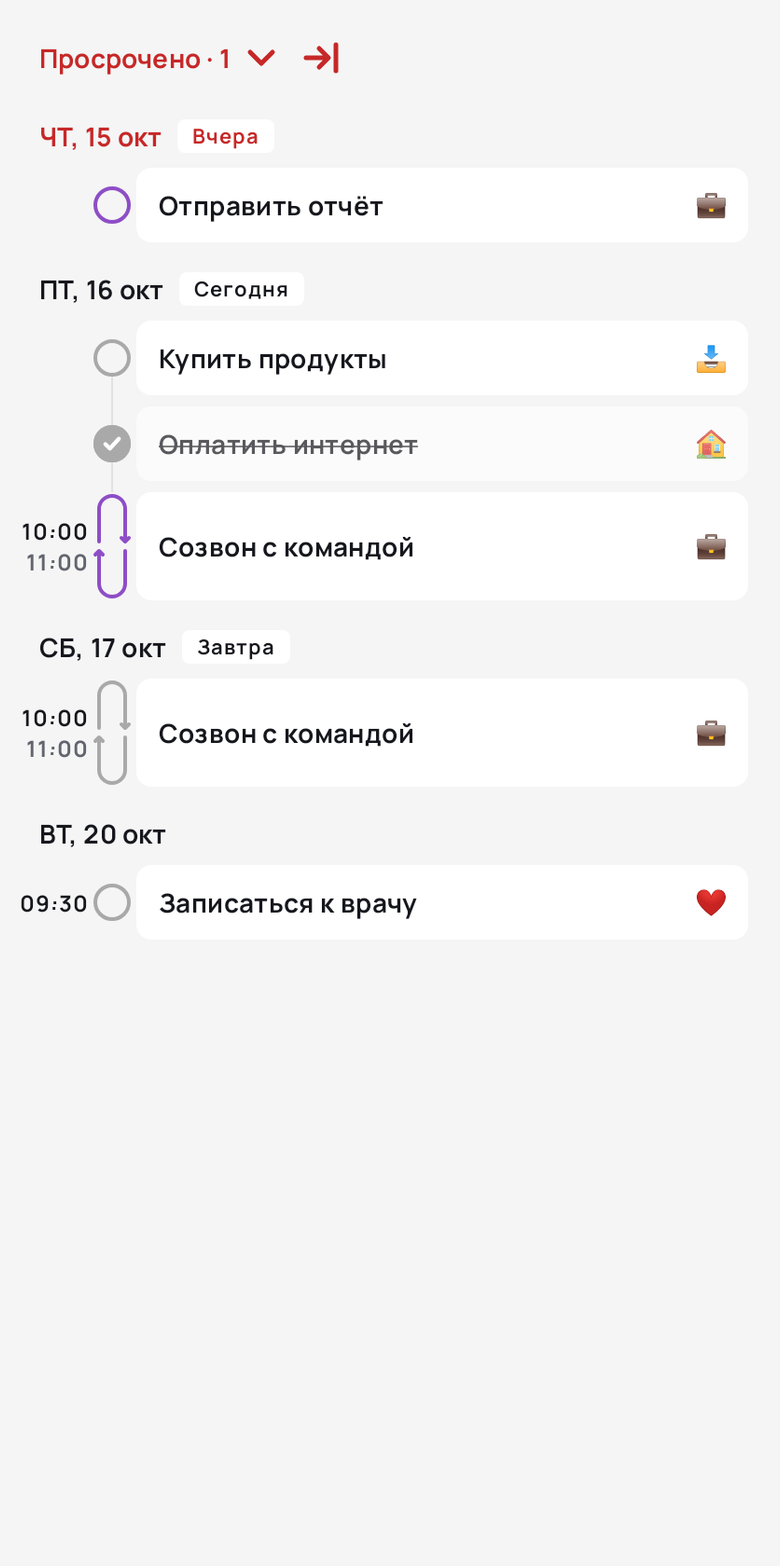 Просрочено · 1
ЧТ, 15 окт Вчера
Отправить отчёт
ПТ, 16 окт Сегодня
Купить продукты
Оплатить интернет
10:00
11:00
Созвон с командой
СБ, 17 окт Завтра
10:00
11:00
Созвон с командой
ВТ, 20 окт
09:30 Записаться к врачу